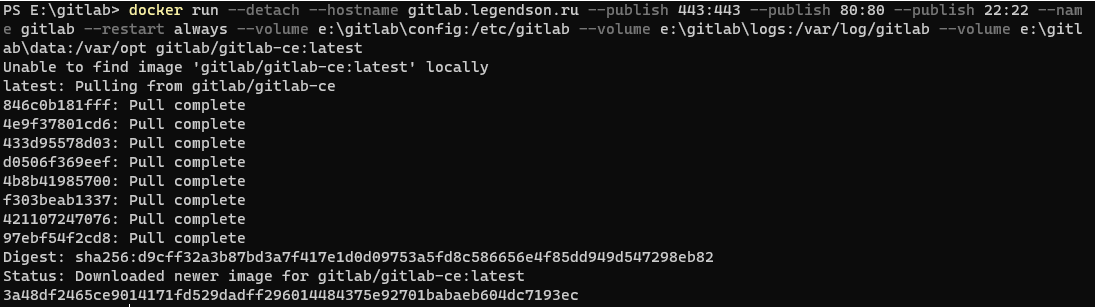 PS E:\gitlab> docker run --detach --hostname gitlab.legendson.ru --publish 443:443 --publish 80:80 --publish 22:22 --nam
e gitlab --restart always --volume e:\gitlab\config:/etc/gitlab --volume e:\gitlab\logs:/var/log/gitlab --volume e:\gitl
ab\data:/var/opt gitlab/gitlab-ce:latest
Unable to find image 'gitlab/gitlab-ce:latest' locally
latest: Pulling from gitlab/gitlab-ce
846c0b181fff: Pull complete
4e9f37801cd6: Pull complete
433d95578d03: Pull complete
d0506f369eef: Pull complete
4b8b41985700: Pull complete
f303beab1337: Pull complete
421107247076: Pull complete
97ebf54f2cd8: Pull complete
Digest: sha256:d9cff32a3b87bd3a7f417e1d0d09753a5fd8c586656e4f85dd949d547298eb82
Status: Downloaded newer image for gitlab/gitlab-ce:latest
3a48df2465ce9014171fd529dadff296014484375e92701babaeb604dc7193ec